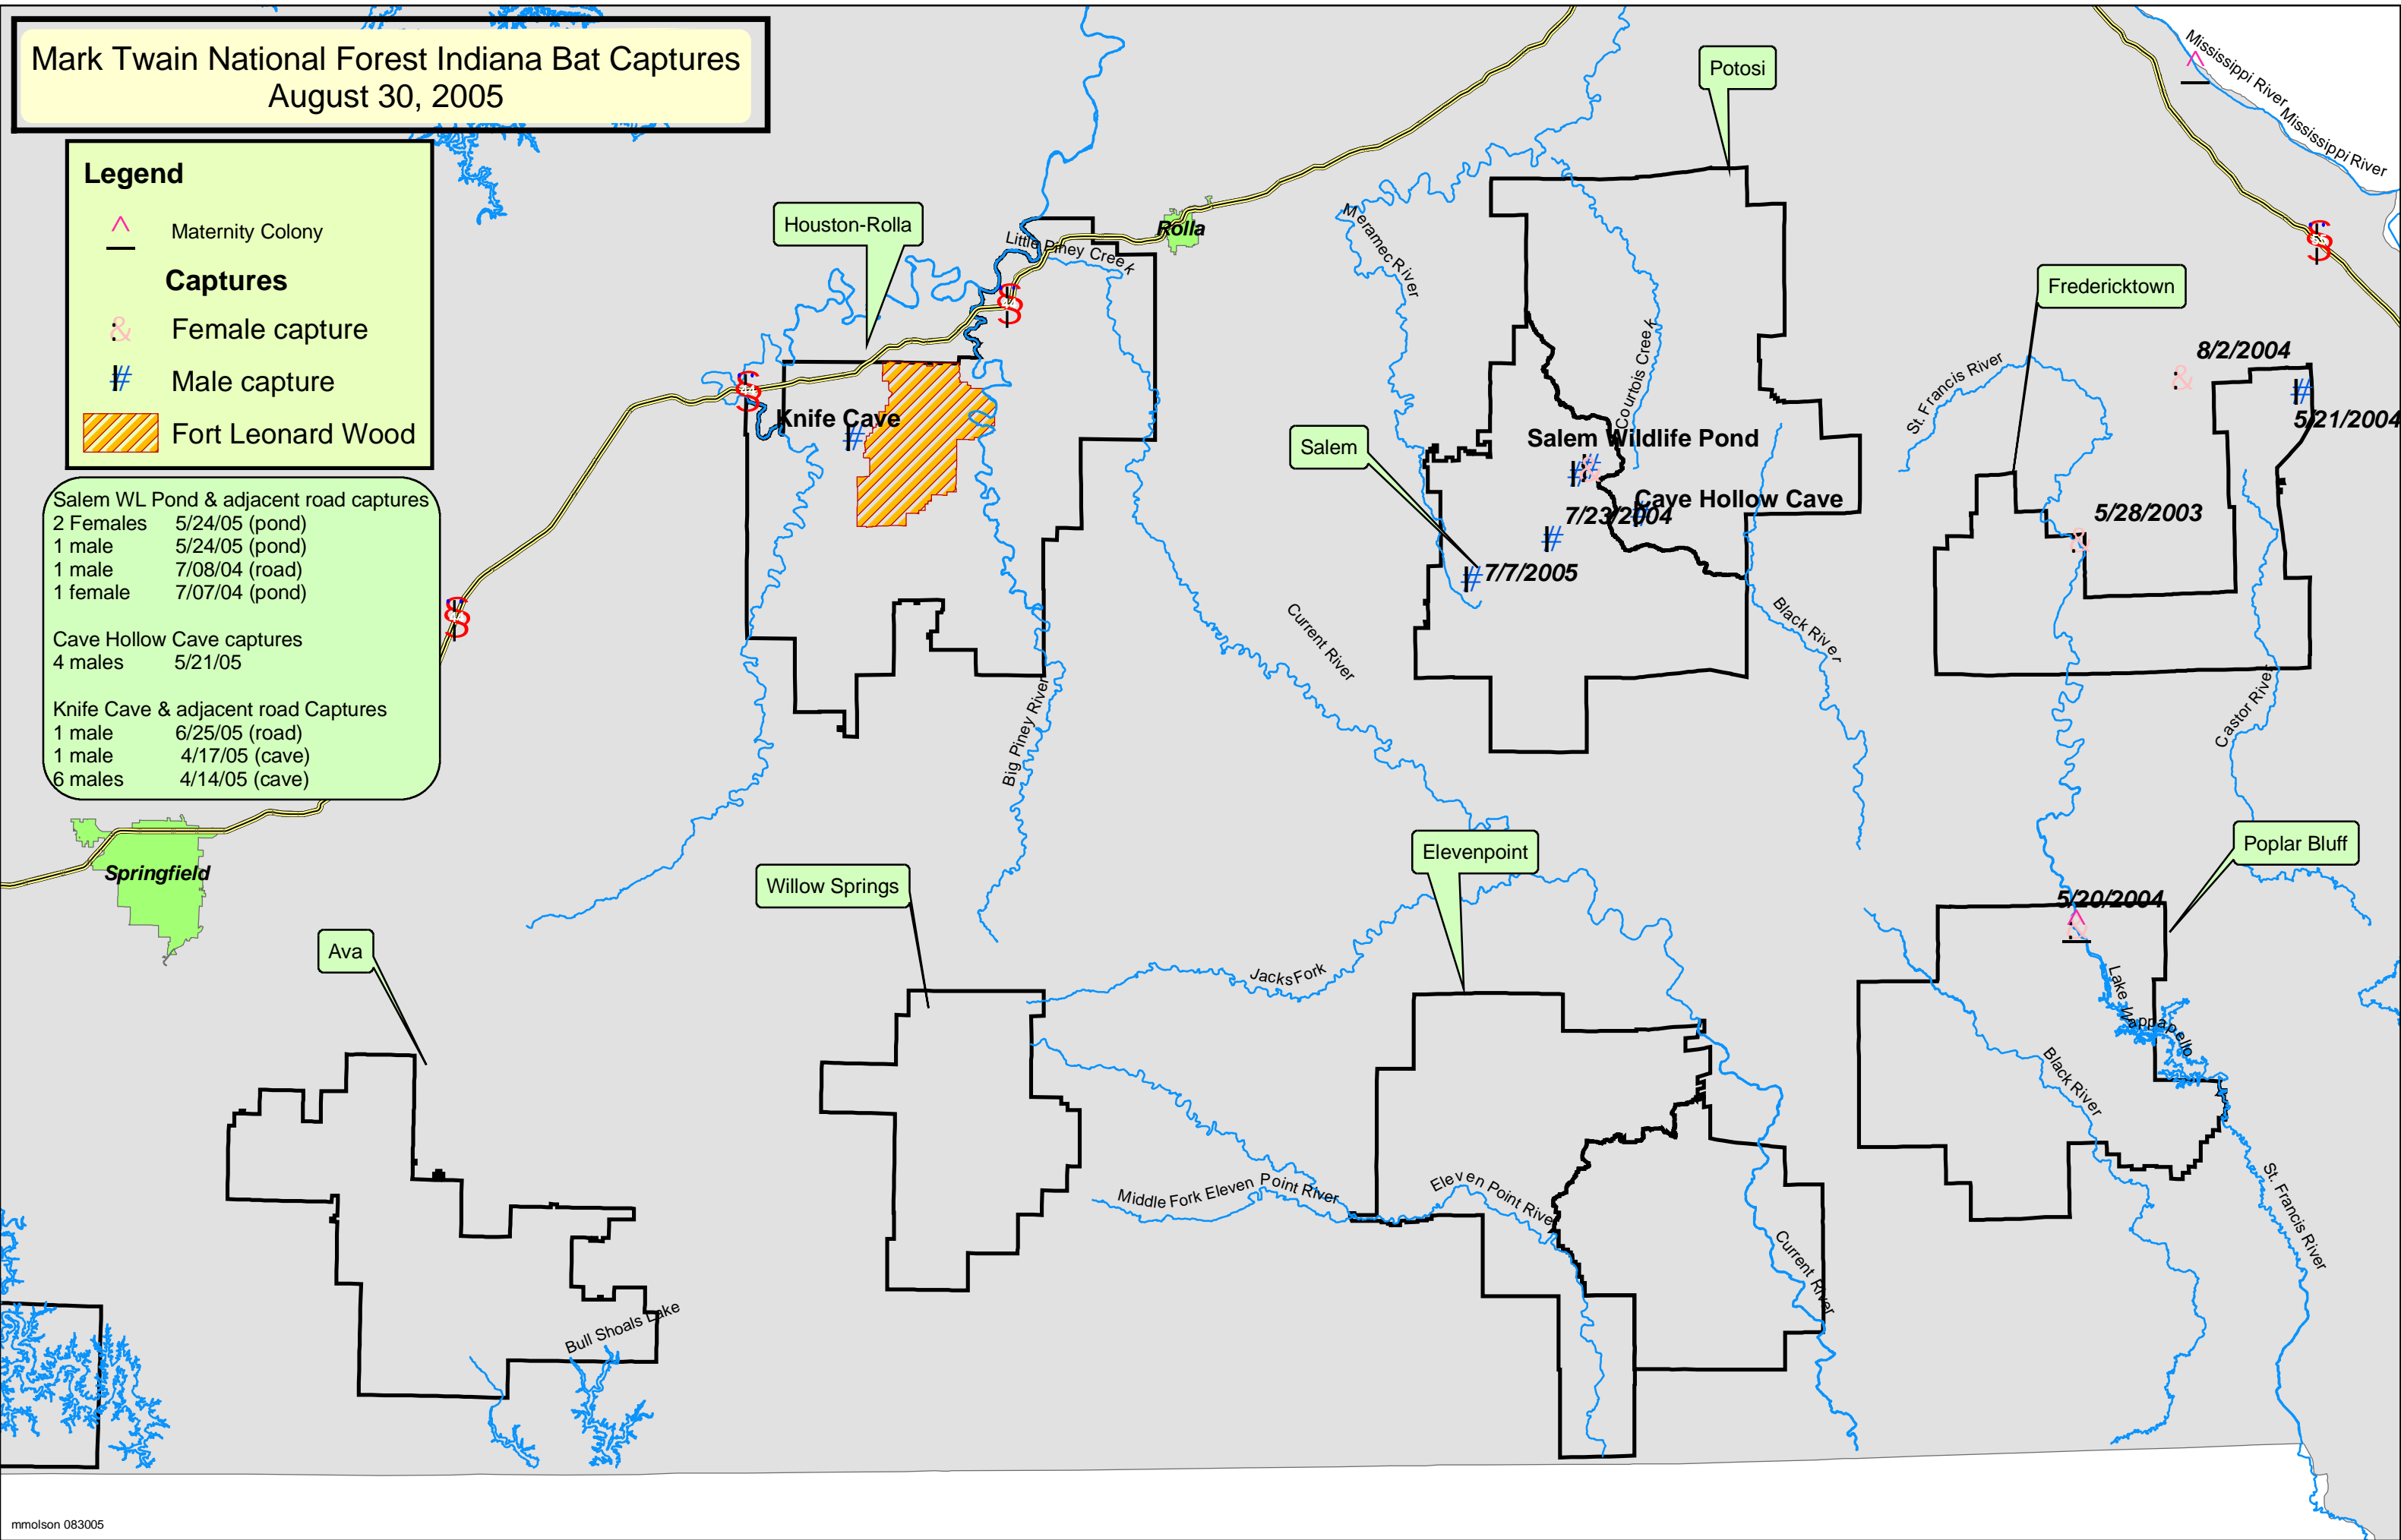 Mark Twain National Forest Indiana Bat Captures
August 30, 2005
Legend
Maternity Colony
Captures
& Female capture
# Male capture
Fort Leonard Wood
Salem WL Pond & adjacent road captures
2 Females 5/24/05 (pond)
1 male 5/24/05 (pond)
1 male 7/08/04 (road)
1 female 7/07/04 (pond)
Cave Hollow Cave captures
4 males 5/21/05
Knife Cave & adjacent road Captures
1 male 6/25/05 (road)
1 male 4/17/05 (cave)
6 males 4/14/05 (cave)
Potosi
Mississippi River
Mississippi River
Houston-Rolla
Rolla
Little Piney Creek
Meramec River
Fredericktown
Courtois Creek
St. Francis River
8/2/2004
5/21/2004
Knife Cave
Salem
Salem Wildlife Pond
Cave Hollow Cave
7/23/2004
5/28/2003
7/7/2005
Current River
Black River
Big Piney River
Castor River
Springfield
Willow Springs
Elevenpoint
Poplar Bluff
5/20/2004
Ava
Jacks Fork
Lake Wappapello
Black River
Middle Fork Eleven Point River
Eleven Point River
St. Francis River
Current River
Bull Shoals Lake
mmolson 083005